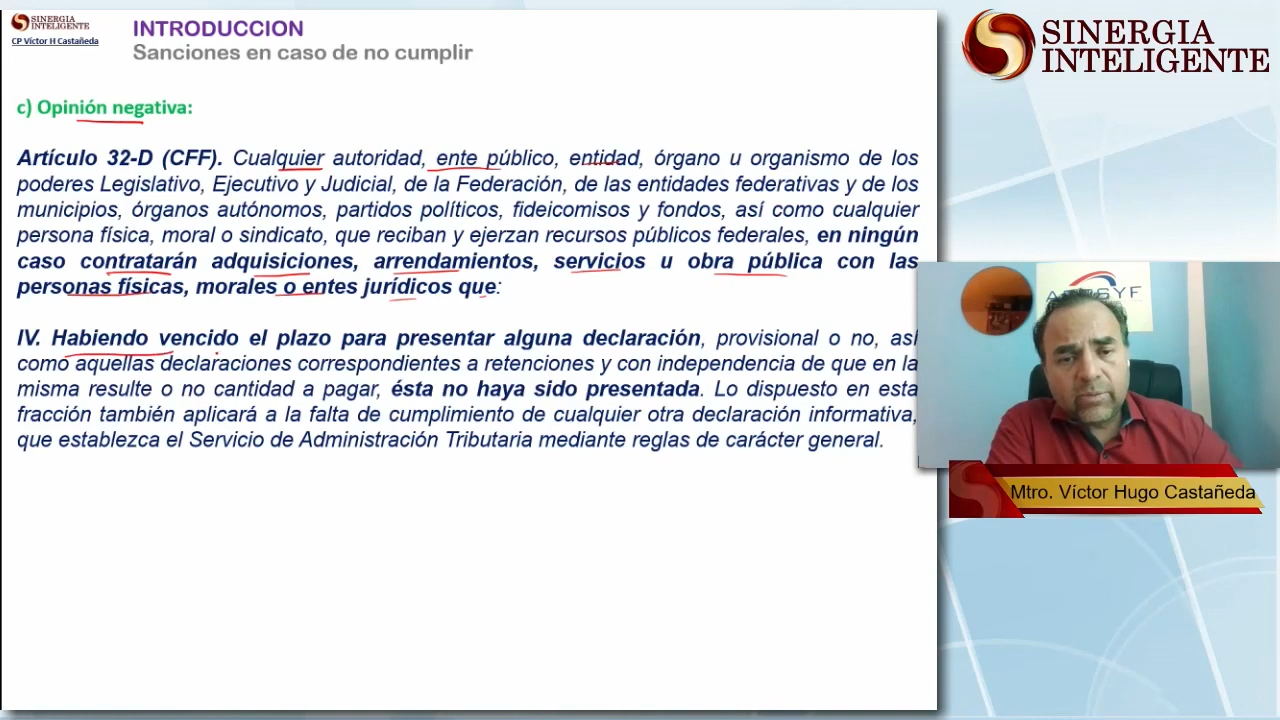 SINERGIA
INTELIGENTE
CP Víctor H Castañeda
INTRODUCCION
Sanciones en caso de no cumplir
c) Opinión negativa:
Artículo 32-D (CFF). Cualquier autoridad, ente público, entidad, órgano u organismo de los
poderes Legislativo, Ejecutivo y Judicial, de la Federación, de las entidades federativas y de los
municipios, órganos autónomos, partidos políticos, fideicomisos y fondos, así como cualquier
persona física, moral o sindicato, que reciban y ejerzan recursos públicos federales, en ningún
caso contratarán adquisiciones, arrendamientos, servicios u obra pública con las
personas físicas, morales o entes jurídicos que:
IV. Habiendo vencido el plazo para presentar alguna declaración, provisional o no, así
como aquellas declaraciones correspondientes a retenciones y con independencia de que en la
misma resulte o no cantidad a pagar, ésta no haya sido presentada. Lo dispuesto en esta
fracción también aplicará a la falta de cumplimiento de cualquier otra declaración informativa,
que establezca el Servicio de Administración Tributaria mediante reglas de carácter general.
SINERGIA
INTELIGENTE
Mtro. Víctor Hugo Castañeda